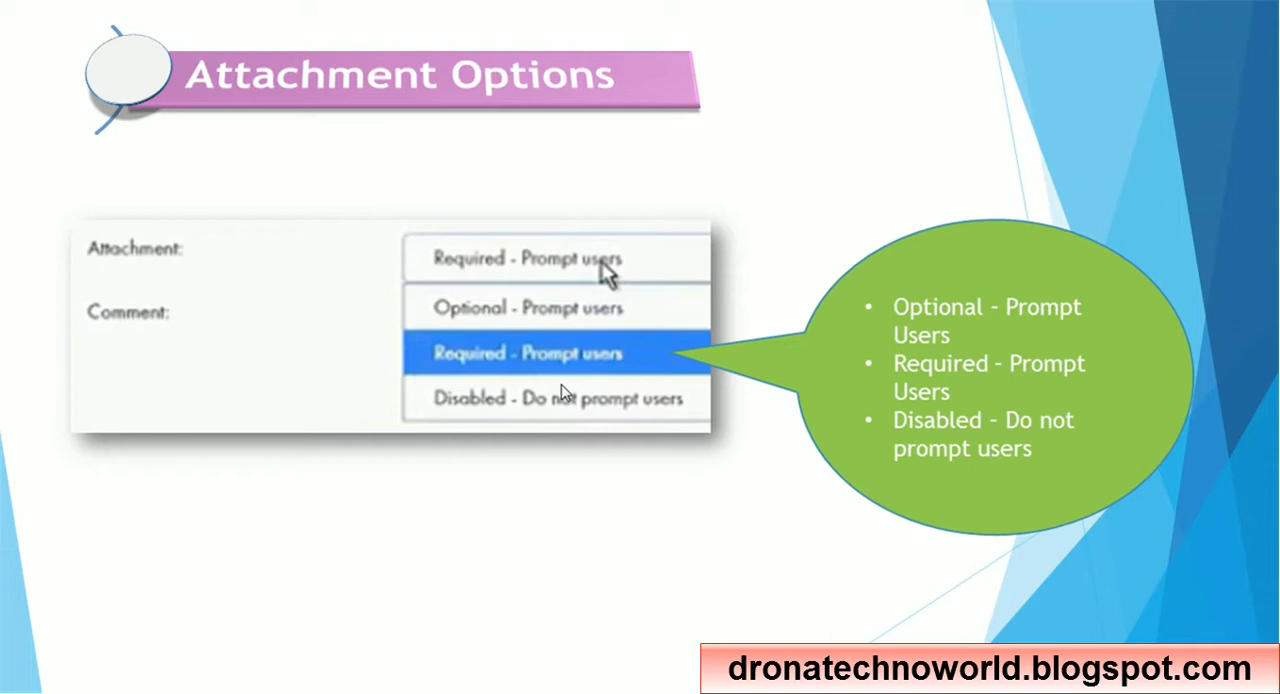 Attachment Options
Attachment:
Required - Prompt users
Comment:
Optional - Prompt users
Required - Prompt users
Disabled - Do not prompt users
• Optional – Prompt
Users
• Required – Prompt
Users
• Disabled – Do not
prompt users
dronatechnoworld.blogspot.com